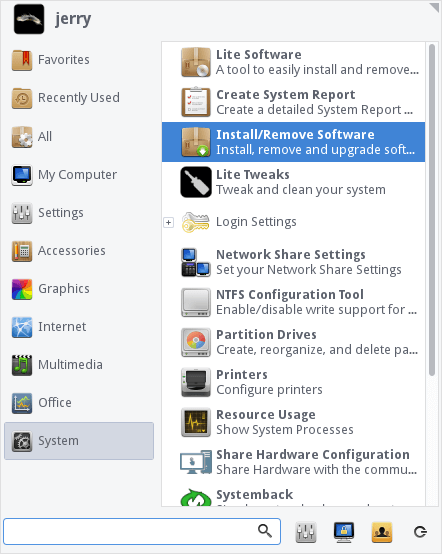 jerry
Favorites
Recently Used
All
My Computer
Settings
Accessories
Graphics
Internet
Multimedia
Office
System
Lite Software
A tool to easily install and remove...
Create System Report
Create a detailed System Report ...
Install/Remove Software
Install, remove and upgrade soft...
Lite Tweaks
Tweak and clean your system
Login Settings
Network Share Settings
Set your Network Share Settings
NTFS Configuration Tool
Enable/disable write support for ...
Partition Drives
Create, reorganize, and delete pa...
Printers
Configure printers
Resource Usage
Show System Processes
Share Hardware Configuration
Share Hardware with the commu...
Systemback